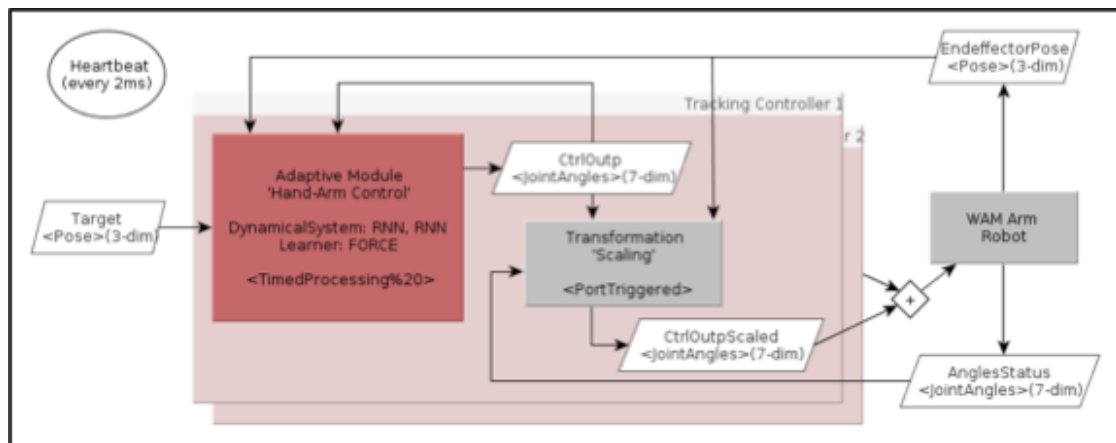 Heartbeat
(every 2ms)
EndeffectorPose
<Pose>(3-dim)
Tracking Controller 1
r 2
Adaptive Module
'Hand-Arm Control'
DynamicalSystem: RNN, RNN
Learner: FORCE
<TimedProcessing%20>
CtrlOutp
<JointAngles>(7-dim)
Target
<Pose>(3-dim)
Transformation
'Scaling'
<PortTriggered>
WAM Arm
Robot
+
CtrlOutpScaled
<JointAngles>(7-dim)
AnglesStatus
<JointAngles>(7-dim)